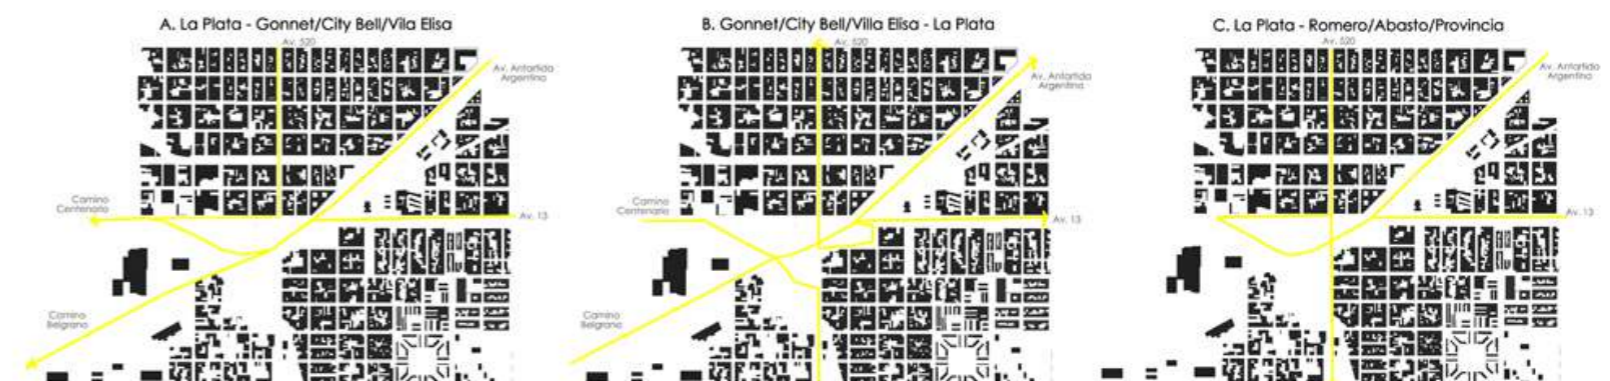 A. La Plata - Gonnet/City Bell/Vila Elisa
Av. 520
Av. Antartida
Argentina
Camino
Centenario
Av. 13
Camino
Belgrano
B. Gonnet/City Bell/Villa Elisa - La Plata
Av. 520
Av. Antartida
Argentina
Camino
Centenario
Av. 13
Camino
Belgrano
C. La Plata - Romero/Abasto/Provincia
Av. 520
Av. Antartida
Argentina
Av. 13